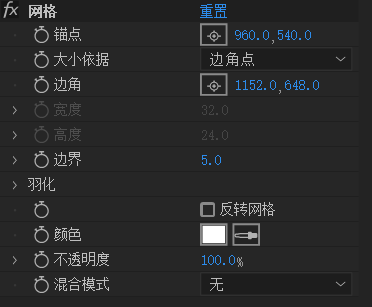 fx 网格 重置
锚点 960.0,540.0
大小依据 边角点
边角 1152.0,648.0
宽度 32.0
高度 24.0
边界 5.0
羽化
反转网格
颜色
不透明度 100.0%
混合模式 无